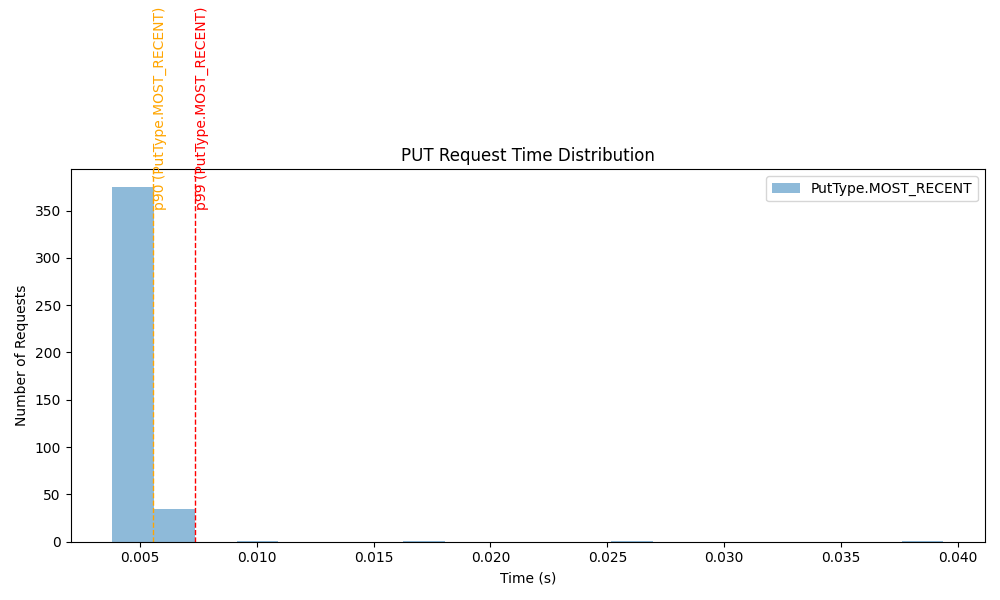 p90 (PutType.MOST_RECENT)
p99 (PutType.MOST_RECENT)
PUT Request Time Distribution
PutType.MOST_RECENT
Number of Requests
350
300
250
200
150
100
50
0
0.005 0.010 0.015 0.020 0.025 0.030 0.035 0.040
Time (s)